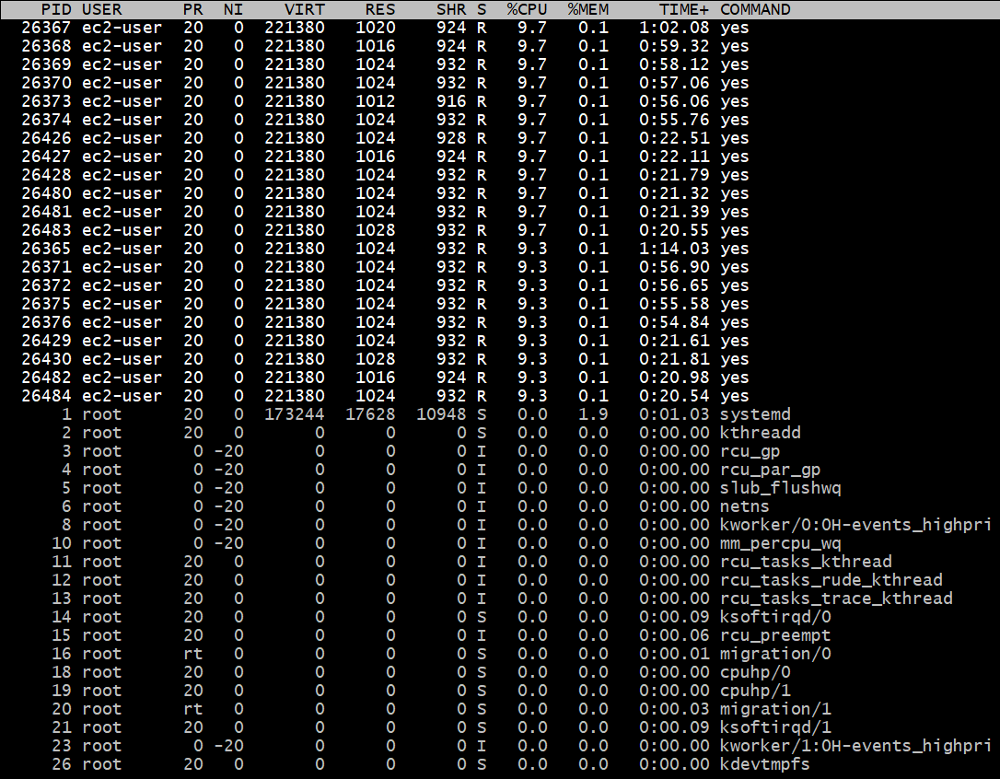 PID USER PR NI VIRT RES SHR S %CPU %MEM TIME+ COMMAND
26367 ec2-user 20 0 221380 1020 924 R 9.7 0.1 1:02.08 yes
26368 ec2-user 20 0 221380 1016 924 R 9.7 0.1 0:59.32 yes
26369 ec2-user 20 0 221380 1024 932 R 9.7 0.1 0:58.12 yes
26370 ec2-user 20 0 221380 1024 932 R 9.7 0.1 0:57.06 yes
26373 ec2-user 20 0 221380 1012 916 R 9.7 0.1 0:56.06 yes
26374 ec2-user 20 0 221380 1024 932 R 9.7 0.1 0:55.76 yes
26426 ec2-user 20 0 221380 1024 928 R 9.7 0.1 0:22.51 yes
26427 ec2-user 20 0 221380 1016 924 R 9.7 0.1 0:22.11 yes
26428 ec2-user 20 0 221380 1024 932 R 9.7 0.1 0:21.79 yes
26480 ec2-user 20 0 221380 1024 932 R 9.7 0.1 0:21.32 yes
26481 ec2-user 20 0 221380 1024 932 R 9.7 0.1 0:21.39 yes
26483 ec2-user 20 0 221380 1028 932 R 9.7 0.1 0:20.55 yes
26365 ec2-user 20 0 221380 1024 932 R 9.3 0.1 1:14.03 yes
26371 ec2-user 20 0 221380 1024 932 R 9.3 0.1 0:56.90 yes
26372 ec2-user 20 0 221380 1024 932 R 9.3 0.1 0:56.65 yes
26375 ec2-user 20 0 221380 1024 932 R 9.3 0.1 0:55.58 yes
26376 ec2-user 20 0 221380 1024 932 R 9.3 0.1 0:54.84 yes
26429 ec2-user 20 0 221380 1024 932 R 9.3 0.1 0:21.61 yes
26430 ec2-user 20 0 221380 1028 932 R 9.3 0.1 0:21.81 yes
26482 ec2-user 20 0 221380 1016 924 R 9.3 0.1 0:20.98 yes
26484 ec2-user 20 0 221380 1024 932 R 9.3 0.1 0:20.54 yes
1 root 20 0 173244 17628 10948 S 0.0 1.9 0:01.03 systemd
2 root 20 0 0 0 0 S 0.0 0.0 0:00.00 kthreadd
3 root 0 -20 0 0 0 I 0.0 0.0 0:00.00 rcu_gp
4 root 0 -20 0 0 0 I 0.0 0.0 0:00.00 rcu_par_gp
5 root 0 -20 0 0 0 I 0.0 0.0 0:00.00 slub_flushwq
6 root 0 -20 0 0 0 I 0.0 0.0 0:00.00 netns
8 root 0 -20 0 0 0 I 0.0 0.0 0:00.00 kworker/0:0H-events_highpri
10 root 0 -20 0 0 0 I 0.0 0.0 0:00.00 mm_percpu_wq
11 root 20 0 0 0 0 I 0.0 0.0 0:00.00 rcu_tasks_kthread
12 root 20 0 0 0 0 I 0.0 0.0 0:00.00 rcu_tasks_rude_kthread
13 root 20 0 0 0 0 I 0.0 0.0 0:00.00 rcu_tasks_trace_kthread
14 root 20 0 0 0 0 S 0.0 0.0 0:00.09 ksoftirqd/0
15 root 20 0 0 0 0 I 0.0 0.0 0:00.06 rcu_preempt
16 root rt 0 0 0 0 S 0.0 0.0 0:00.01 migration/0
18 root 20 0 0 0 0 S 0.0 0.0 0:00.00 cpuhp/0
19 root 20 0 0 0 0 S 0.0 0.0 0:00.00 cpuhp/1
20 root rt 0 0 0 0 S 0.0 0.0 0:00.03 migration/1
21 root 20 0 0 0 0 S 0.0 0.0 0:00.09 ksoftirqd/1
23 root 0 -20 0 0 0 I 0.0 0.0 0:00.00 kworker/1:0H-events_highpri
26 root 20 0 0 0 0 S 0.0 0.0 0:00.00 kdevtmpfs